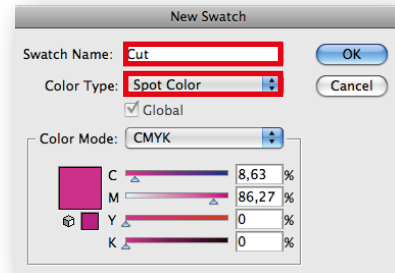 New Swatch
Swatch Name: Cut OK
Color Type: Spot Color Cancel
Global
Color Mode: CMYK
C 8,63 %
M 86,27 %
Y 0 %
K 0 %